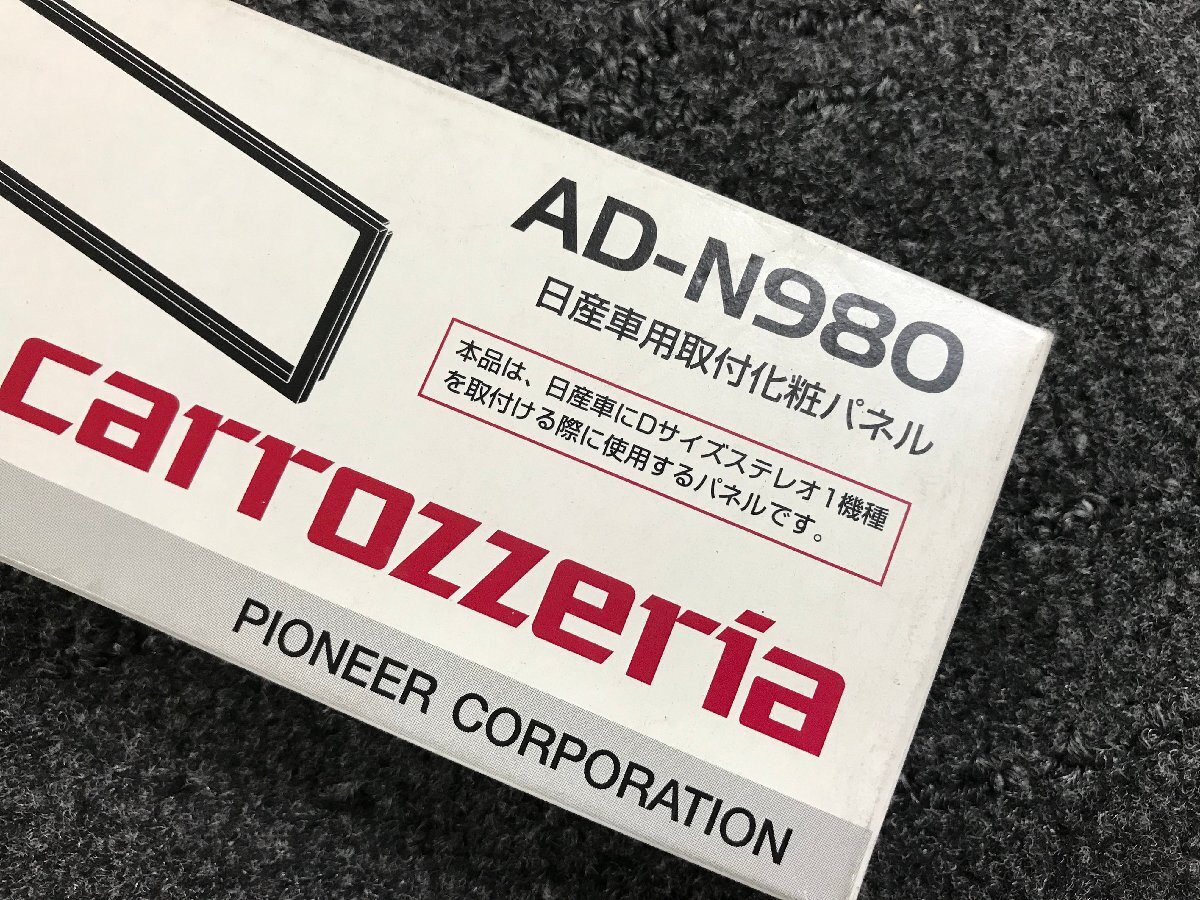 AD-N980
日産車用取付化粧パネル
本品は、日産車にDサイズステレオ1機種
を取付ける際に使用するパネルです。
carrozzeria
PIONEER CORPORATION